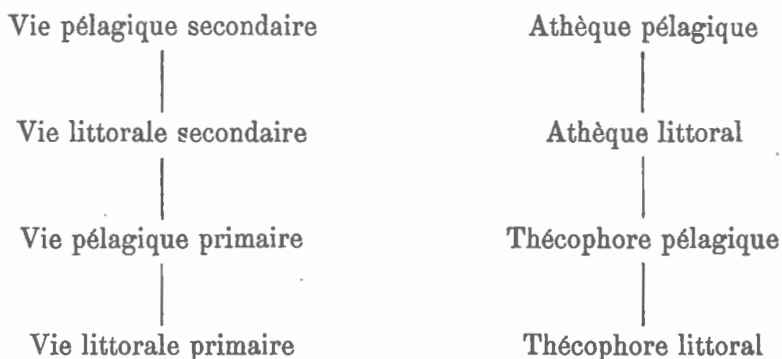 Vie pélagique secondaire Athèque pélagique
Vie littorale secondaire Athèque littoral
Vie pélagique primaire Thécophore pélagique
Vie littorale primaire Thécophore littoral